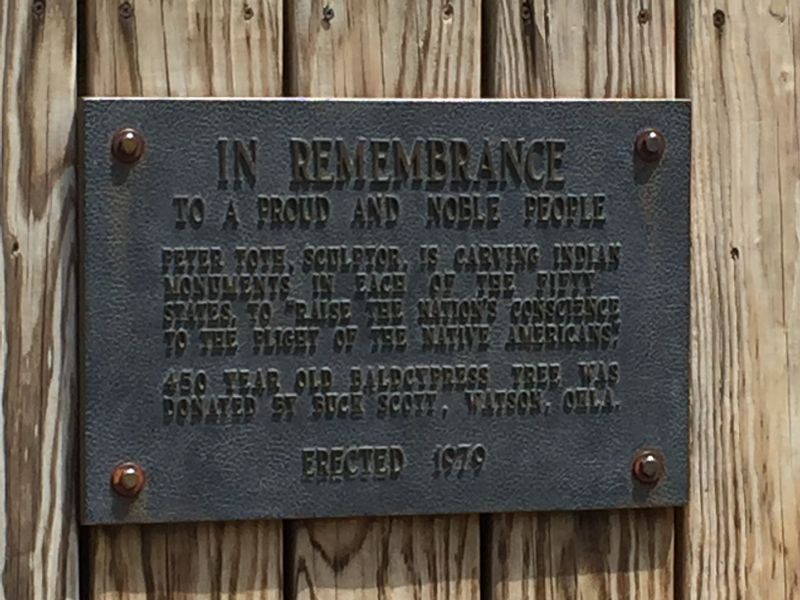 IN REMEMBRANCE
TO A PROUD AND NOBLE PEOPLE
PETER TOTH, SCULPTOR, IS CARVING INDIAN
MONUMENTS IN EACH OF THE FIFTY
STATES, TO "RAISE THE NATION'S CONSCIENCE
TO THE PLIGHT OF THE NATIVE AMERICANS."
450 YEAR OLD BALDCYPRESS TREE WAS
DONATED BY BUCK SCOTT, WATSON, OKLA.
ERECTED 1979